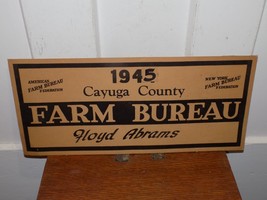 1945
AMERICAN
FARM BUREAU
FEDERATION
Cayuga County
NEW YORK
FARM BUREAU
FEDERATION
FARM BUREAU
Floyd Abrams